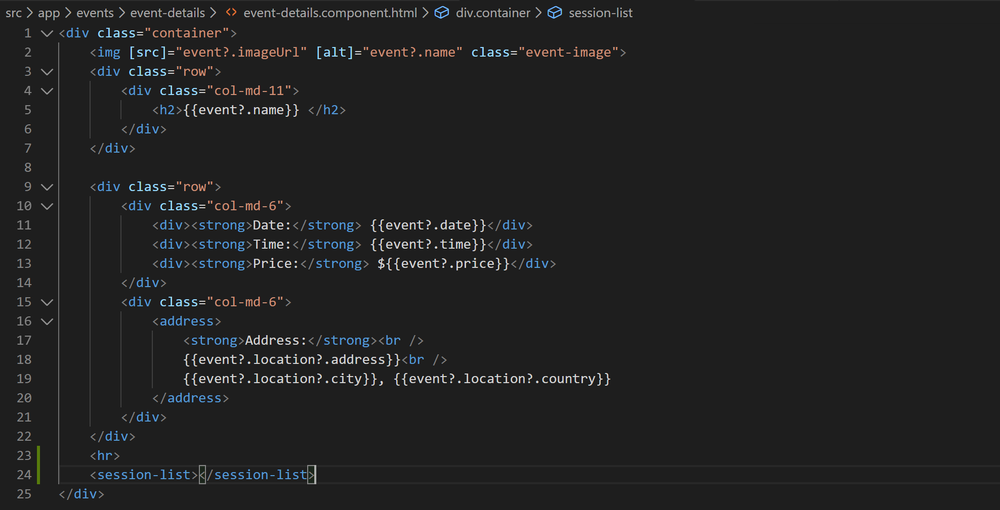 src > app > events > event-details > <> event-details.component.html > div.container > session-list
1 <div class="container">
2     <img [src]="event?.imageUrl" [alt]="event?.name" class="event-image">
3     <div class="row">
4         <div class="col-md-11">
5             <h2>{{event?.name}} </h2>
6         </div>
7     </div>
8
9     <div class="row">
10         <div class="col-md-6">
11             <div><strong>Date:</strong> {{event?.date}}</div>
12             <div><strong>Time:</strong> {{event?.time}}</div>
13             <div><strong>Price:</strong> ${{event?.price}}</div>
14         </div>
15         <div class="col-md-6">
16             <address>
17                 <strong>Address:</strong><br />
18                 {{event?.location?.address}}<br />
19                 {{event?.location?.city}}, {{event?.location?.country}}
20             </address>
21         </div>
22     </div>
23     <hr>
24     <session-list></session-list>
25 </div>